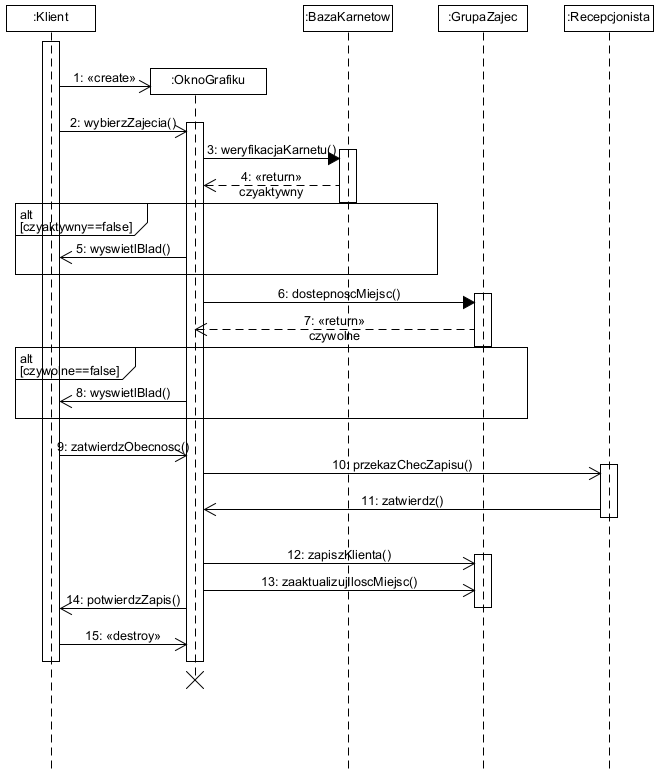 :Klient
:BazaKarnetow
:GrupaZajec
:Recepcjonista
1: «create»
:OknoGrafiku
2: wybierzZajecia()
3: weryfikacjaKarnetu()
4: «return»
czyaktywny
alt
[czyaktywny==false]
5: wyswietlBlad()
6: dostepnoscMiejsc()
7: «return»
czywolne
alt
[czywolne==false]
8: wyswietlBlad()
9: zatwierdzObecnosc()
10: przekazChecZapisu()
11: zatwierdz()
12: zapiszKlienta()
13: zaaktualizujIloscMiejsc()
14: potwierdzZapis()
15: «destroy»